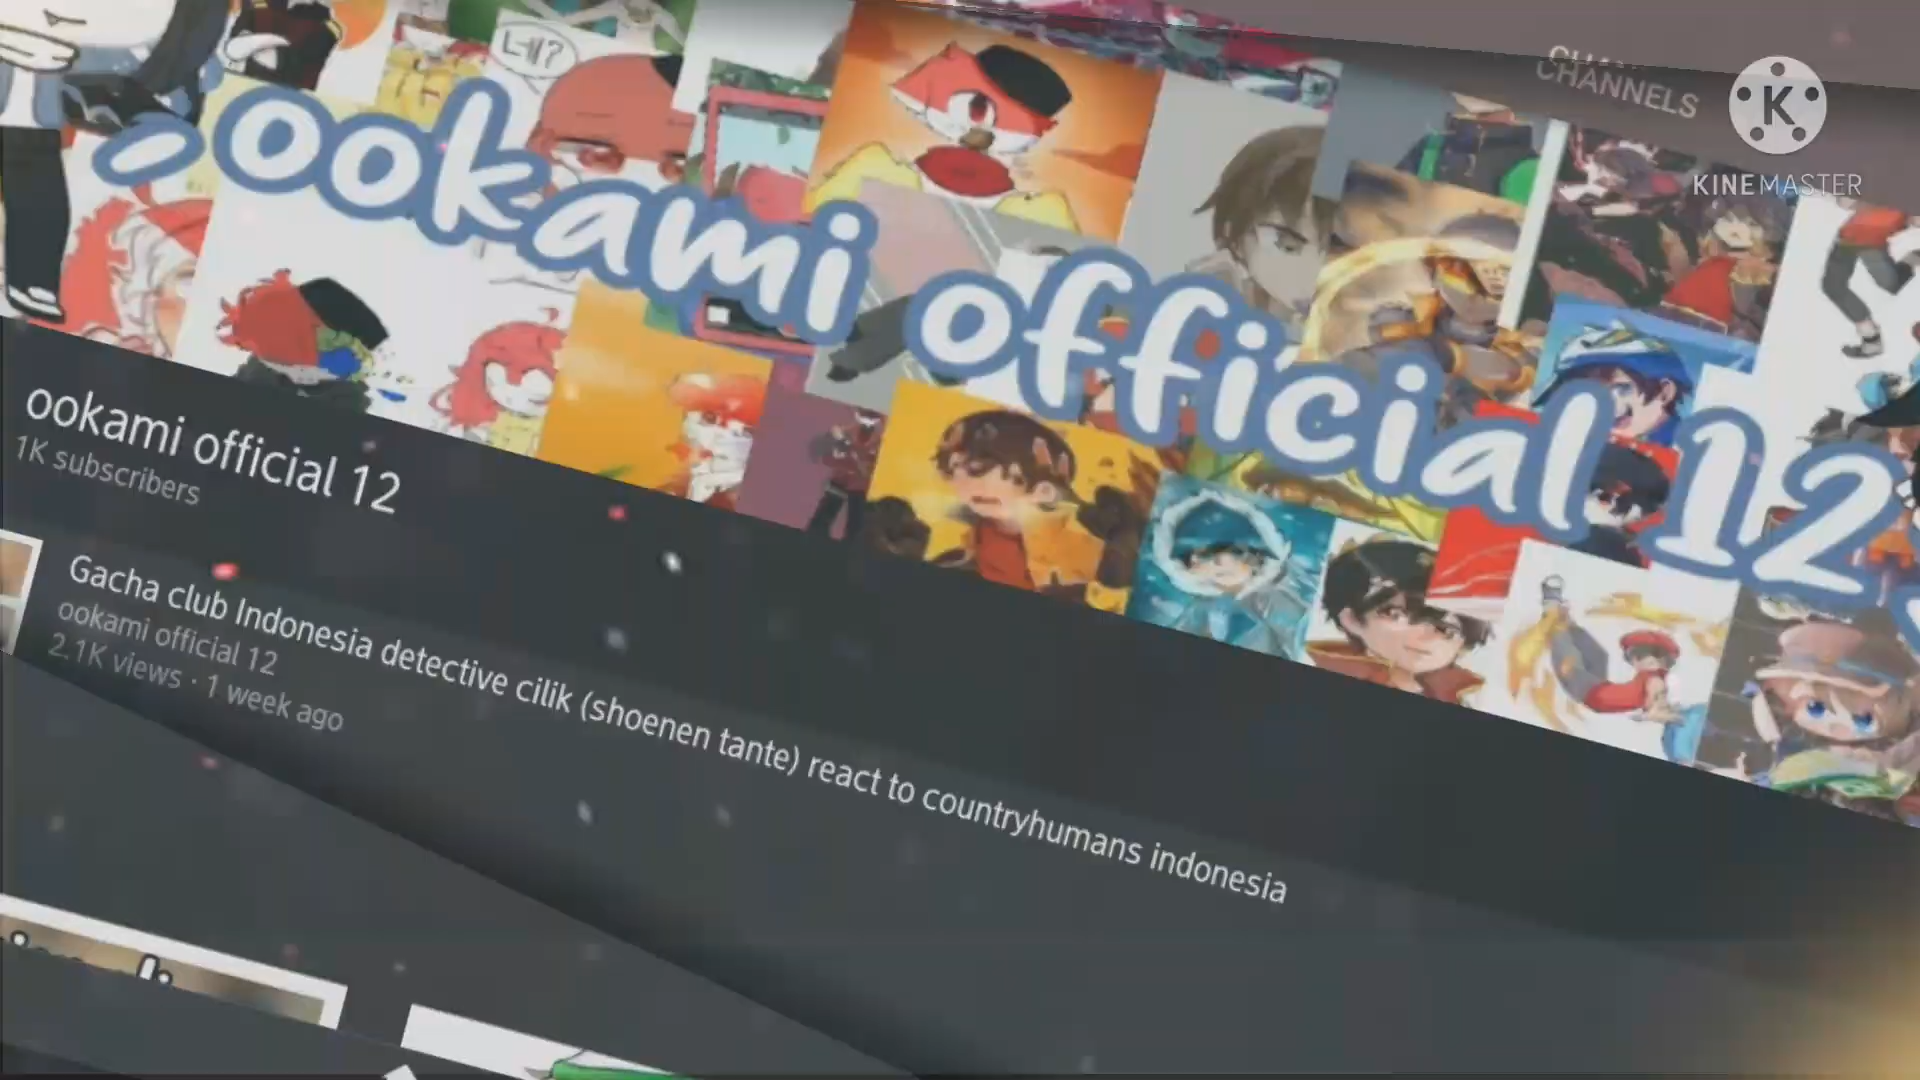 CHANNELS
KINEMASTER
네?
ookami official 12
ookami official 12
1K subscribers
Gacha club Indonesia detective cilik (shoenen tante) react to countryhumans indonesia
ookami official 12
2.1K views · 1 week ago